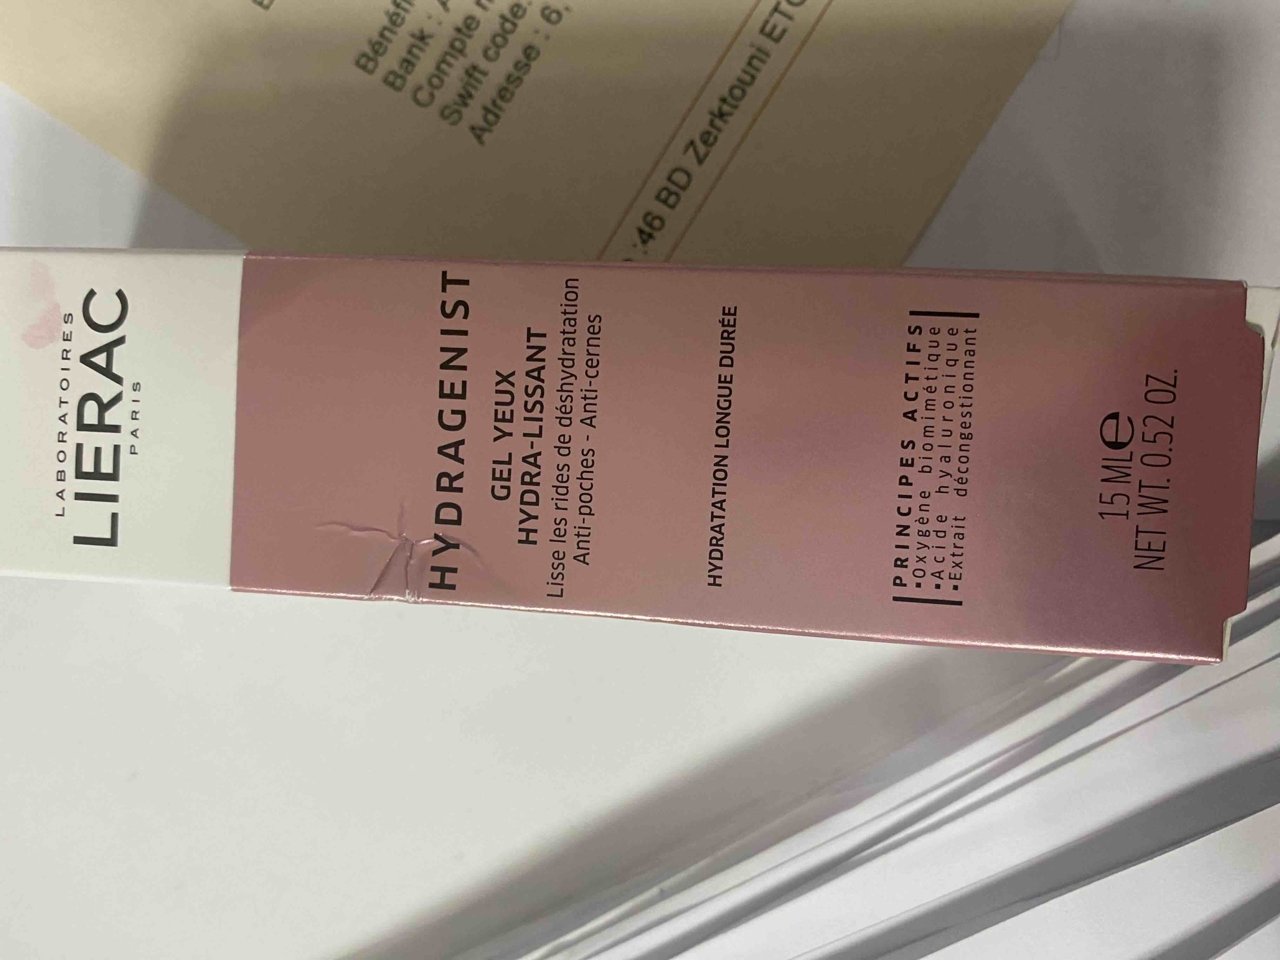 LABORATOIRES
LIERAC
PARIS
HYDRAGENIST
GEL YEUX
HYDRA-LISSANT
Lisse les rides de déshydratation
Anti-poches - Anti-cernes
HYDRATATION LONGUE DURÉE
PRINCIPES ACTIFS
▪Oxygène biomimétique
▪Acide hyaluronique
▪Extrait décongestionnant
15 ML℮
NET WT. 0.52 OZ.
Bank :
Compte
Swift code
Adresse : 6,
:46 BD Zerktouni